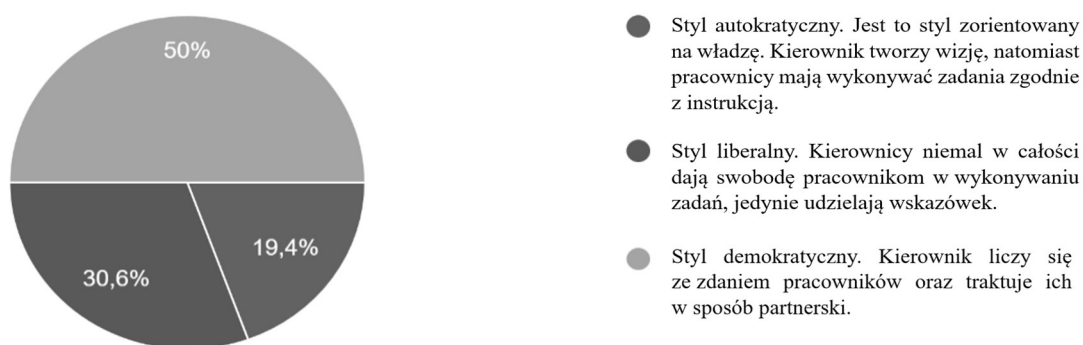 50%
19,4%
30,6%
Styl autokratyczny. Jest to styl zorientowany
na władzę. Kierownik tworzy wizję, natomiast
pracownicy mają wykonywać zadania zgodnie
z instrukcją.
Styl liberalny. Kierownicy niemal w całości
dają swobodę pracownikom w wykonywaniu
zadań, jedynie udzielają wskazówek.
Styl demokratyczny. Kierownik liczy się
ze zdaniem pracowników oraz traktuje ich
w sposób partnerski.